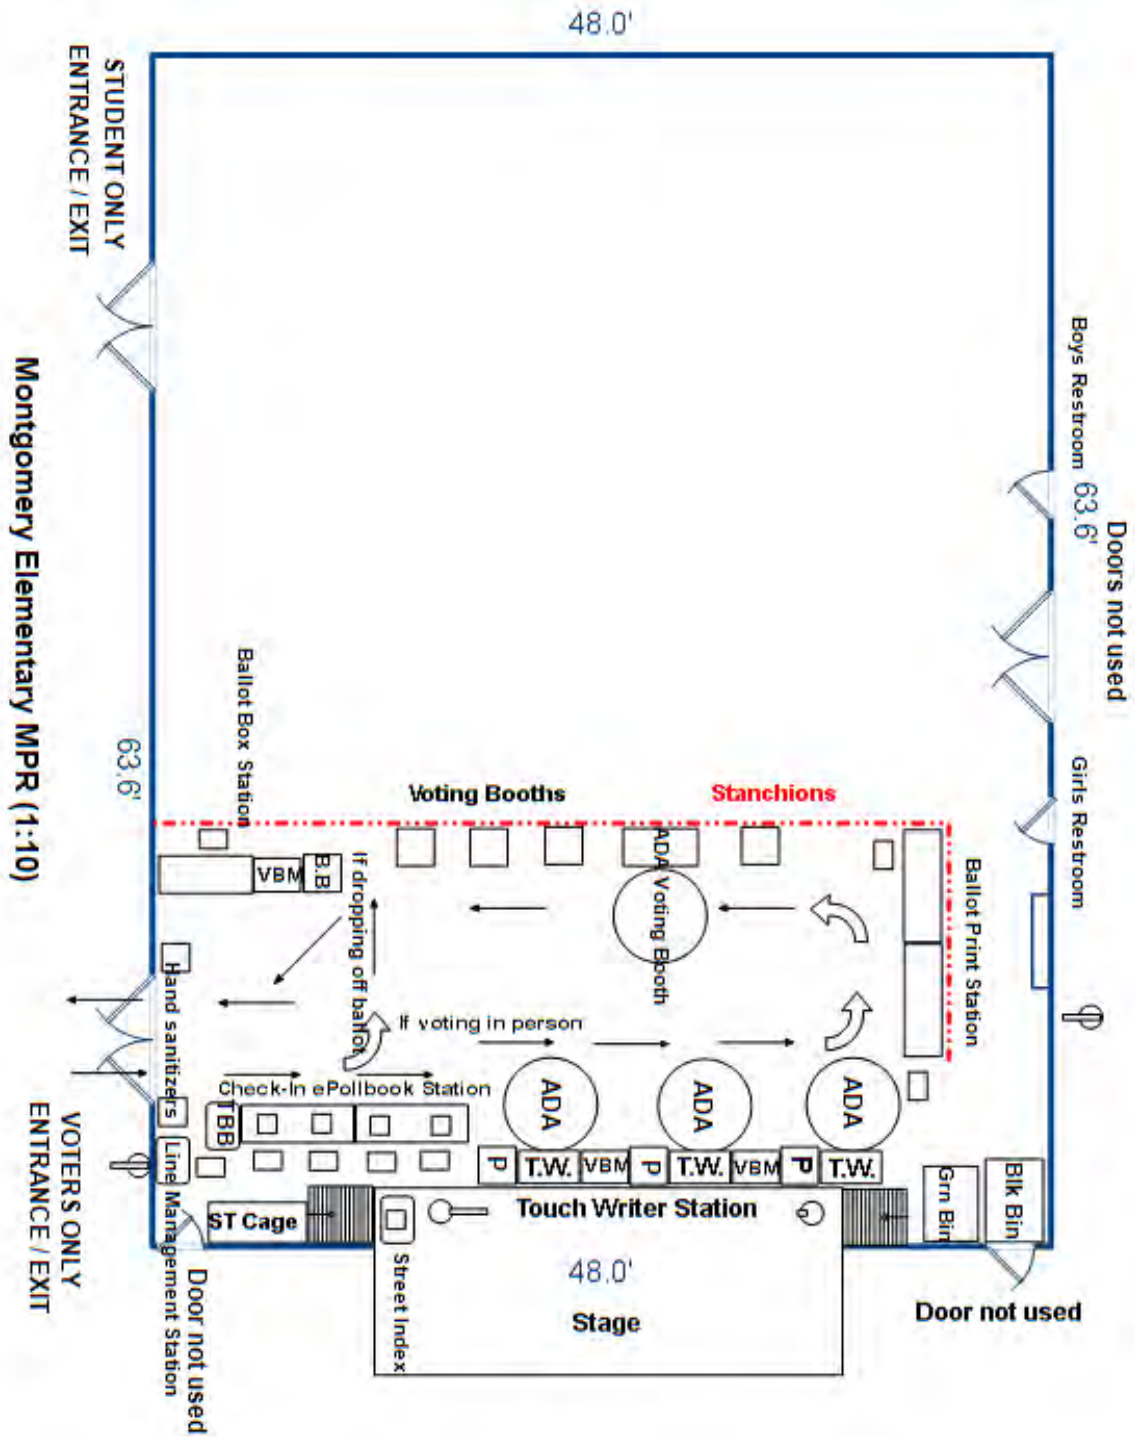 48.0'
STUDENT ONLY
ENTRANCE / EXIT
Boys Restroom
63.6'
Doors not used
Montgomery Elementary MPR (1:10)
63.6'
Girls Restroom
Ballot Box Station
Voting Booths
Stanchions
VBM
B.B
If dropping off ballot
ADA Voting Booth
Ballot Print Station
Hand sanitizers
If voting in person
Check-In ePollbook Station
TBB
ADA
ADA
ADA
VOTERS ONLY
ENTRANCE / EXIT
Line Management Station
P
T.W.
VBM
P
T.W.
VBM
P
T.W.
Grn Bin
Blk Bin
ST Cage
Touch Writer Station
Street Index
48.0'
Stage
Door not used
Door not used